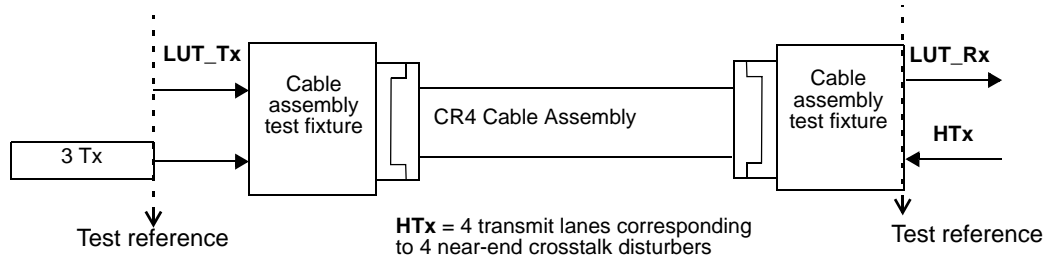 LUT_Tx
Cable
assembly
test fixture
3 Tx
CR4 Cable Assembly
Cable
assembly
test fixture
LUT_Rx
HTx
Test reference
HTx = 4 transmit lanes corresponding
to 4 near-end crosstalk disturbers
Test reference